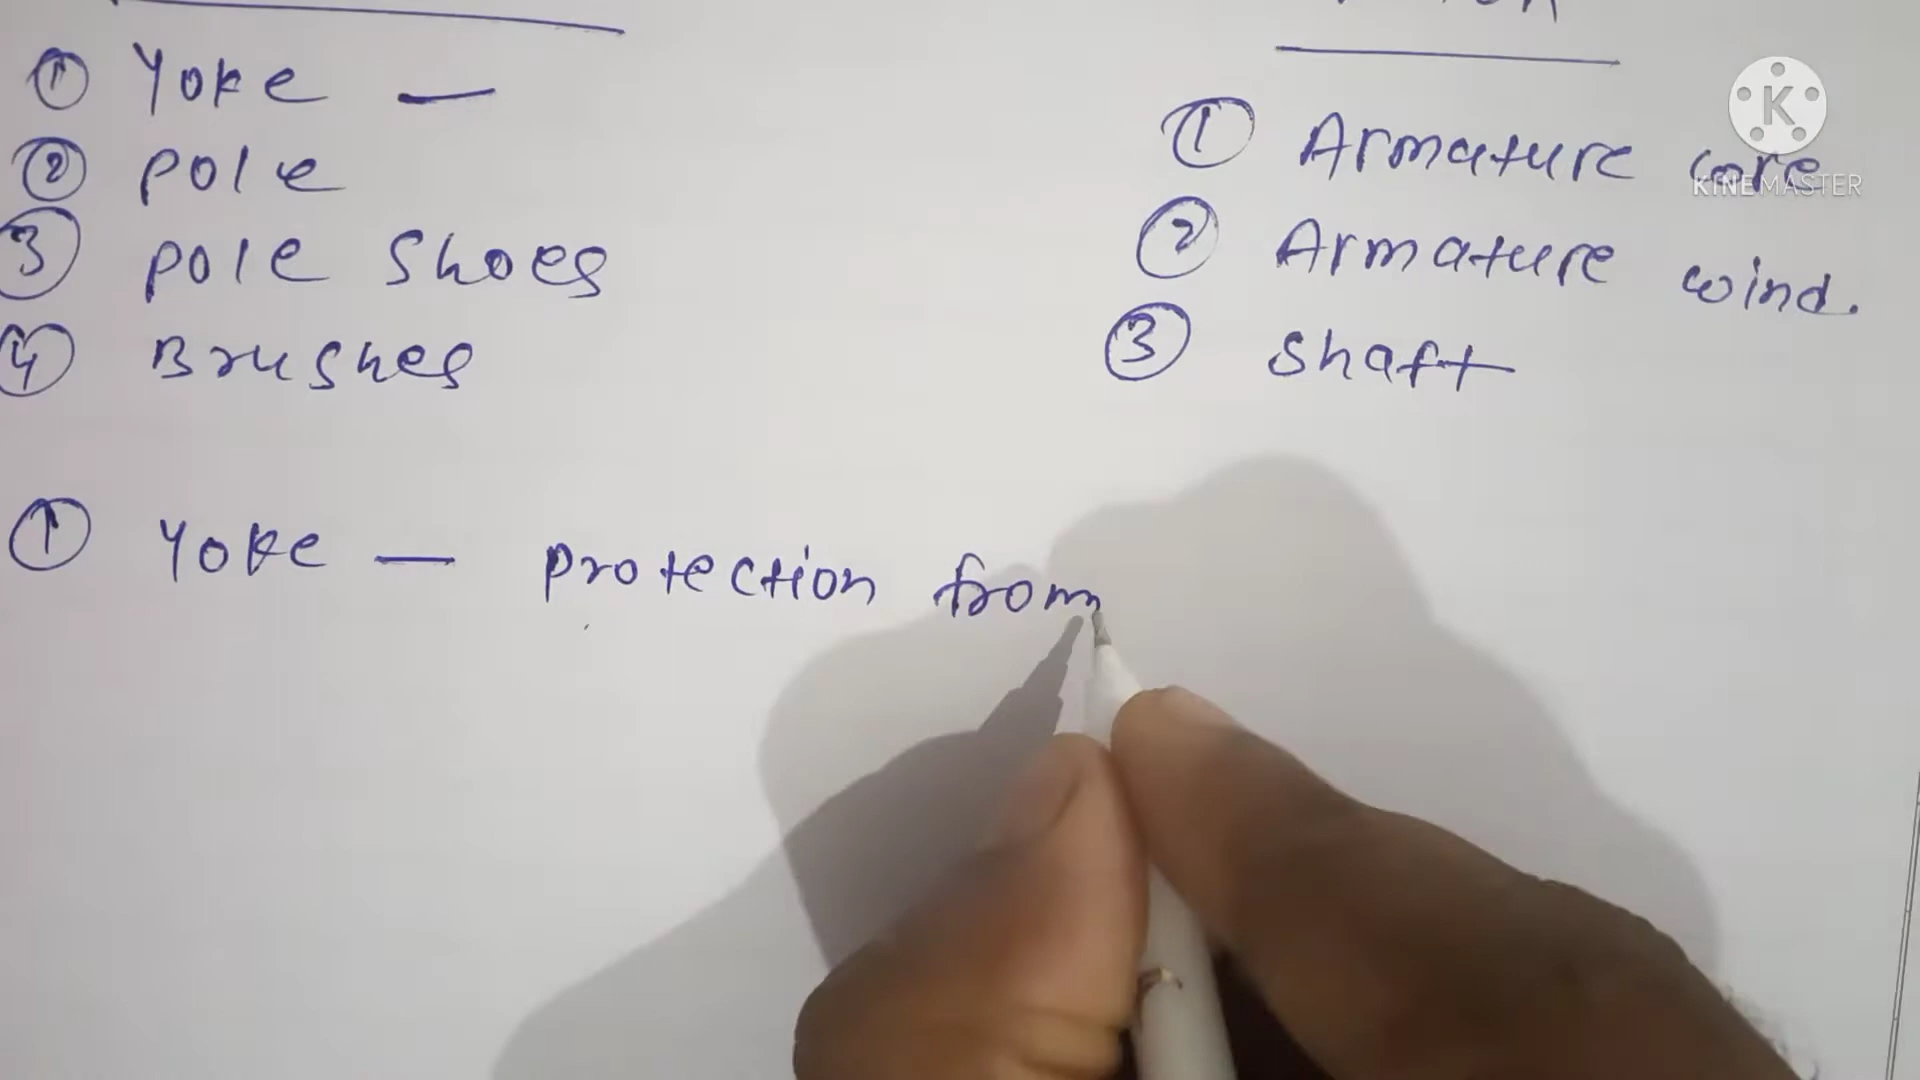 ① Yoke —
② Pole
③ Pole Shoes
④ Brushes
① Armature core
② Armature wind.
③ Shaft
① Yoke — Protection from
K
KINEMASTER